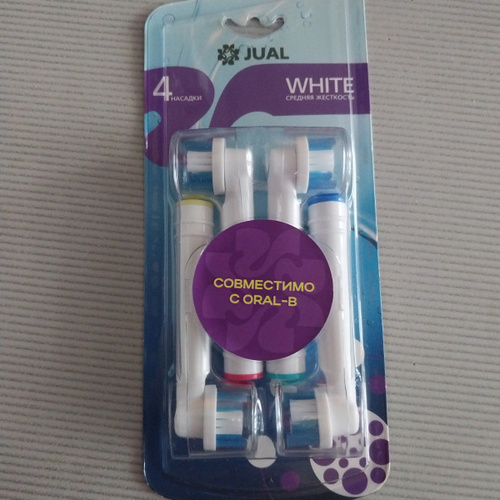 JUAL
4 НАСАДКИ
WHITE
СРЕДНЯЯ ЖЕСТКОСТЬ
СОВМЕСТИМО
С ORAL-B